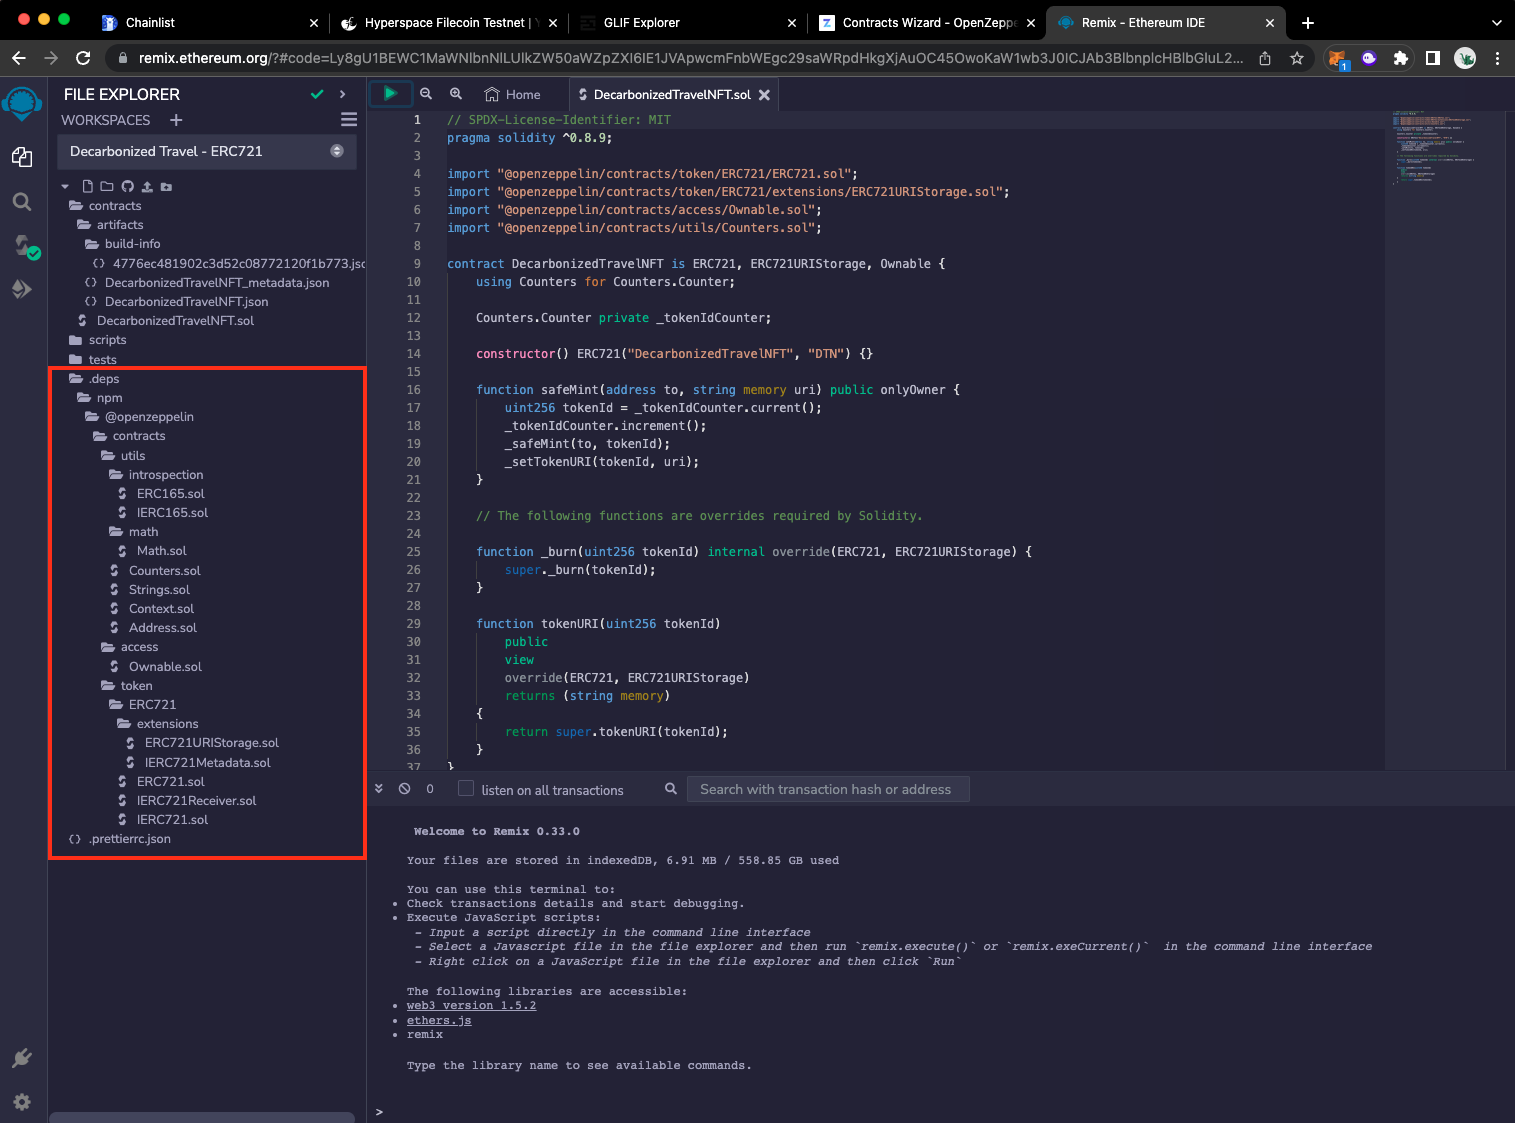 Chainlist
Hyperspace Filecoin Testnet |
GLIF Explorer
Contracts Wizard - OpenZeppe
Remix - Ethereum IDE
remix.ethereum.org/?#code=Ly8gU1BEWC1MaWNlbnNlLUlkZW50aWZpZXI6IE1JVApwcmFnbWEgc29saWRpdHkgXjAuOC45OwoKaW1wb3J0ICJAb3BlbnplcHBlbGluL2...
1
FILE EXPLORER
WORKSPACES
Decarbonized Travel - ERC721
contracts
artifacts
build-info
4776ec481902c3d52c08772120f1b773.jsc
DecarbonizedTravelNFT_metadata.json
DecarbonizedTravelNFT.json
DecarbonizedTravelNFT.sol
scripts
tests
.deps
npm
@openzeppelin
contracts
utils
introspection
ERC165.sol
IERC165.sol
math
Math.sol
Counters.sol
Strings.sol
Context.sol
Address.sol
access
Ownable.sol
token
ERC721
extensions
ERC721URIStorage.sol
IERC721Metadata.sol
ERC721.sol
IERC721Receiver.sol
IERC721.sol
.prettierrc.json
Home
DecarbonizedTravelNFT.sol
1 // SPDX-License-Identifier: MIT
2 pragma solidity ^0.8.9;
3
4 import "@openzeppelin/contracts/token/ERC721/ERC721.sol";
5 import "@openzeppelin/contracts/token/ERC721/extensions/ERC721URIStorage.sol";
6 import "@openzeppelin/contracts/access/Ownable.sol";
7 import "@openzeppelin/contracts/utils/Counters.sol";
8
9 contract DecarbonizedTravelNFT is ERC721, ERC721URIStorage, Ownable {
10 using Counters for Counters.Counter;
11
12 Counters.Counter private _tokenIdCounter;
13
14 constructor() ERC721("DecarbonizedTravelNFT", "DTN") {}
15
16 function safeMint(address to, string memory uri) public onlyOwner {
17 uint256 tokenId = _tokenIdCounter.current();
18 _tokenIdCounter.increment();
19 _safeMint(to, tokenId);
20 _setTokenURI(tokenId, uri);
21 }
22
23 // The following functions are overrides required by Solidity.
24
25 function _burn(uint256 tokenId) internal override(ERC721, ERC721URIStorage) {
26 super._burn(tokenId);
27 }
28
29 function tokenURI(uint256 tokenId)
30 public
31 view
32 override(ERC721, ERC721URIStorage)
33 returns (string memory)
34 {
35 return super.tokenURI(tokenId);
36 }
37 }
0
listen on all transactions
Search with transaction hash or address
Welcome to Remix 0.33.0
Your files are stored in indexedDB, 6.91 MB / 558.85 GB used
You can use this terminal to:
• Check transactions details and start debugging.
• Execute JavaScript scripts:
- Input a script directly in the command line interface
- Select a Javascript file in the file explorer and then run `remix.execute()` or `remix.exeCurrent()` in the command line interface
- Right click on a JavaScript file in the file explorer and then click `Run`
The following libraries are accessible:
• web3 version 1.5.2
• ethers.js
• remix
Type the library name to see available commands.
>